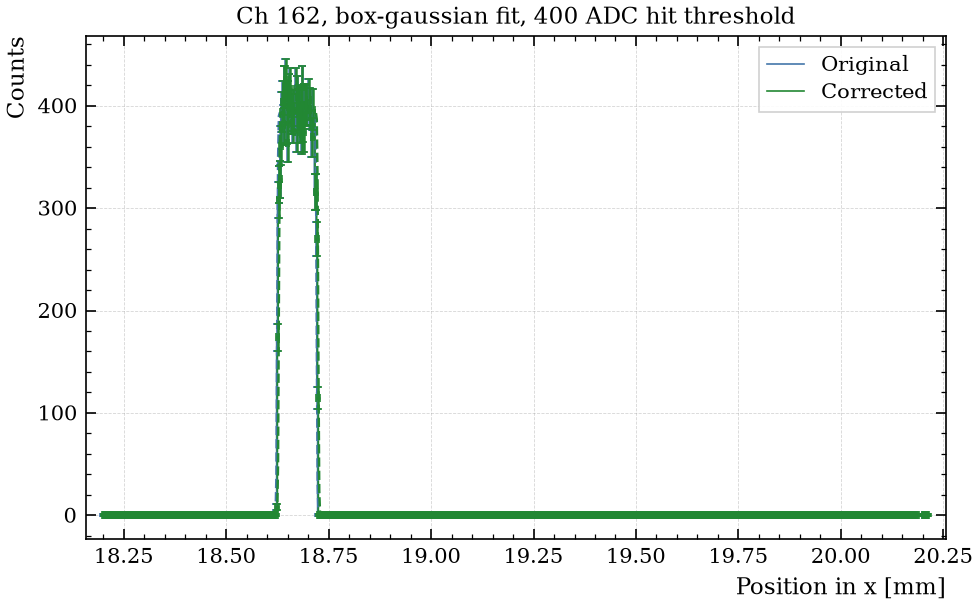 Ch 162, box-gaussian fit, 400 ADC hit threshold
Counts
Original
Corrected
400
300
200
100
0
18.25 18.50 18.75 19.00 19.25 19.50 19.75 20.00 20.25
Position in x [mm]